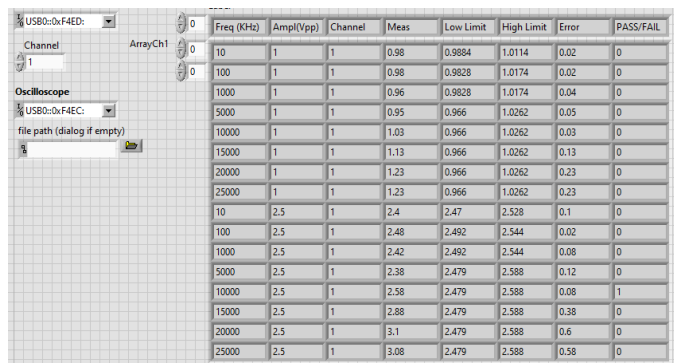 USB0::0xF4ED:
Channel
1
Oscilloscope
USB0::0xF4EC:
file path (dialog if empty)
ArrayCh1
0
0
0
Freq (KHz) Ampl(Vpp) Channel Meas Low Limit High Limit Error PASS/FAIL
10 1 1 0.98 0.9884 1.0114 0.02 0
100 1 1 0.98 0.9828 1.0174 0.02 0
1000 1 1 0.96 0.9828 1.0174 0.04 0
5000 1 1 0.95 0.966 1.0262 0.05 0
10000 1 1 1.03 0.966 1.0262 0.03 0
15000 1 1 1.13 0.966 1.0262 0.13 0
20000 1 1 1.23 0.966 1.0262 0.23 0
25000 1 1 1.23 0.966 1.0262 0.23 0
10 2.5 1 2.4 2.47 2.528 0.1 0
100 2.5 1 2.48 2.492 2.544 0.02 0
1000 2.5 1 2.42 2.492 2.544 0.08 0
5000 2.5 1 2.38 2.479 2.588 0.12 0
10000 2.5 1 2.58 2.479 2.588 0.08 1
15000 2.5 1 2.88 2.479 2.588 0.38 0
20000 2.5 1 3.1 2.479 2.588 0.6 0
25000 2.5 1 3.08 2.479 2.588 0.58 0